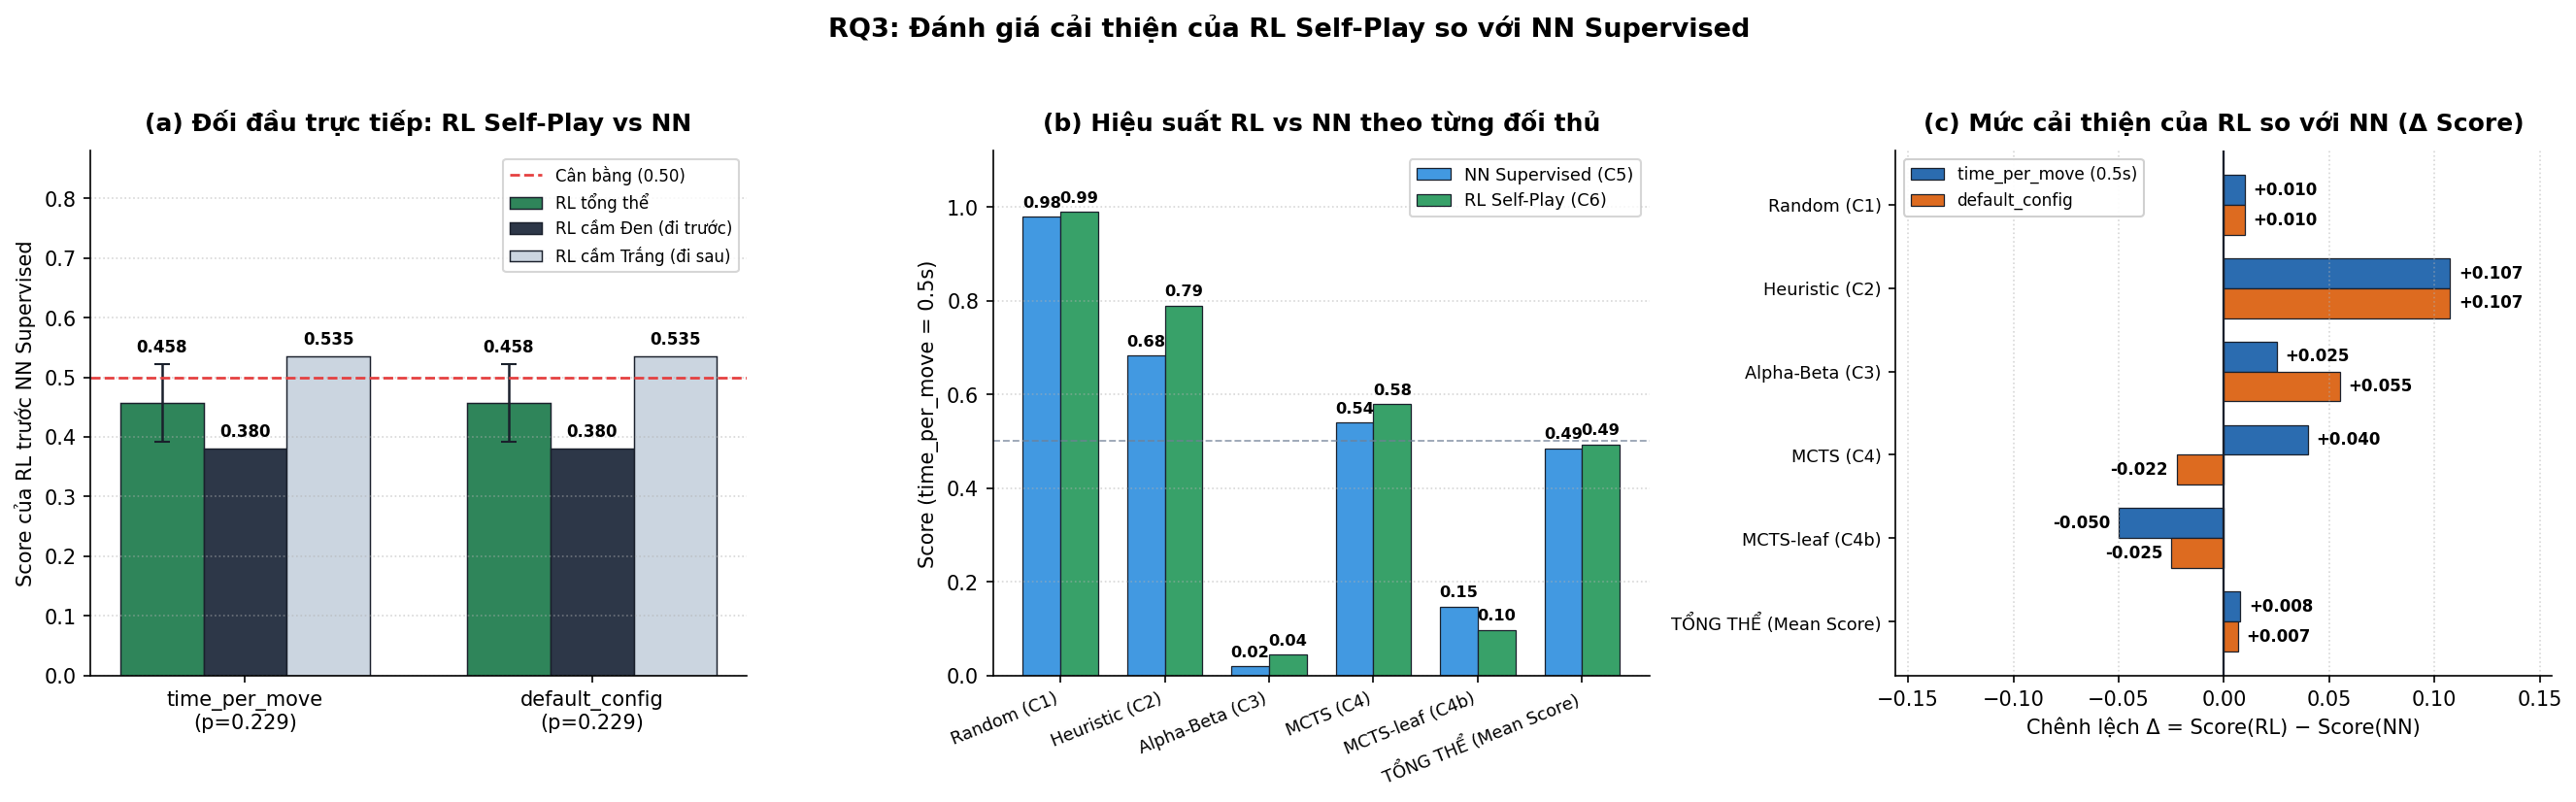 RQ3: Đánh giá cải thiện của RL Self-Play so với NN Supervised
(a) Đối đầu trực tiếp: RL Self-Play vs NN
Score của RL trước NN Supervised
0.8
0.7
0.6
0.5
0.4
0.3
0.2
0.1
0.0
Cân bằng (0.50)
RL tổng thể
RL cầm Đen (đi trước)
RL cầm Trắng (đi sau)
0.458
0.380
0.535
0.458
0.380
0.535
time_per_move
(p=0.229)
default_config
(p=0.229)
(b) Hiệu suất RL vs NN theo từng đối thủ
Score (time_per_move = 0.5s)
1.0
0.8
0.6
0.4
0.2
0.0
NN Supervised (C5)
RL Self-Play (C6)
0.98
0.99
0.68
0.79
0.02
0.04
0.54
0.58
0.15
0.10
0.49
0.49
Random (C1)
Heuristic (C2)
Alpha-Beta (C3)
MCTS (C4)
MCTS-leaf (C4b)
TỔNG THỂ (Mean Score)
(c) Mức cải thiện của RL so với NN (Δ Score)
time_per_move (0.5s)
default_config
Random (C1)
+0.010
+0.010
Heuristic (C2)
+0.107
+0.107
Alpha-Beta (C3)
+0.025
+0.055
MCTS (C4)
+0.040
-0.022
MCTS-leaf (C4b)
-0.050
-0.025
TỔNG THỂ (Mean Score)
+0.008
+0.007
−0.15
−0.10
−0.05
0.00
0.05
0.10
0.15
Chênh lệch Δ = Score(RL) − Score(NN)